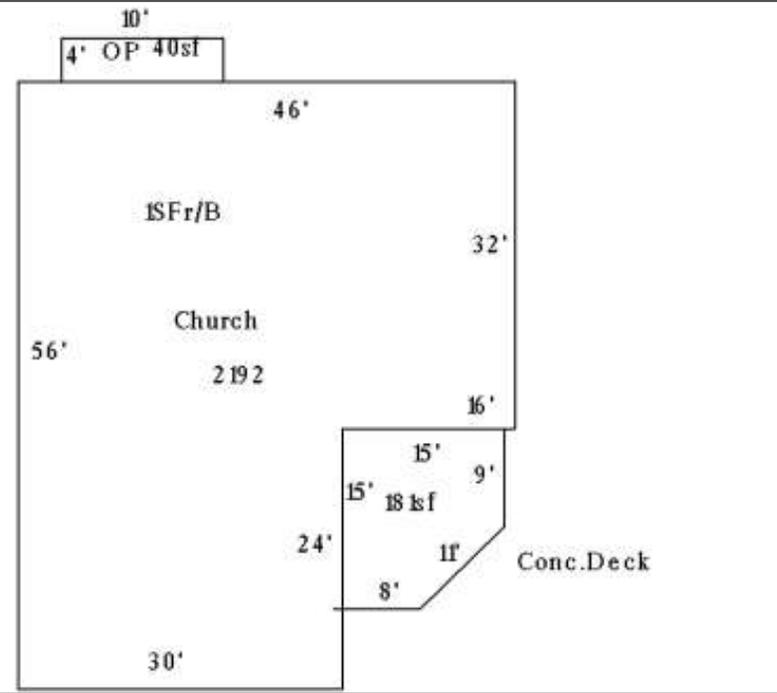 10'
4' OP 40sf
46'
1SFr/B
32'
Church
56'
2192
16'
15'
9'
15'
181sf
24'
11'
Conc.Deck
8'
30'